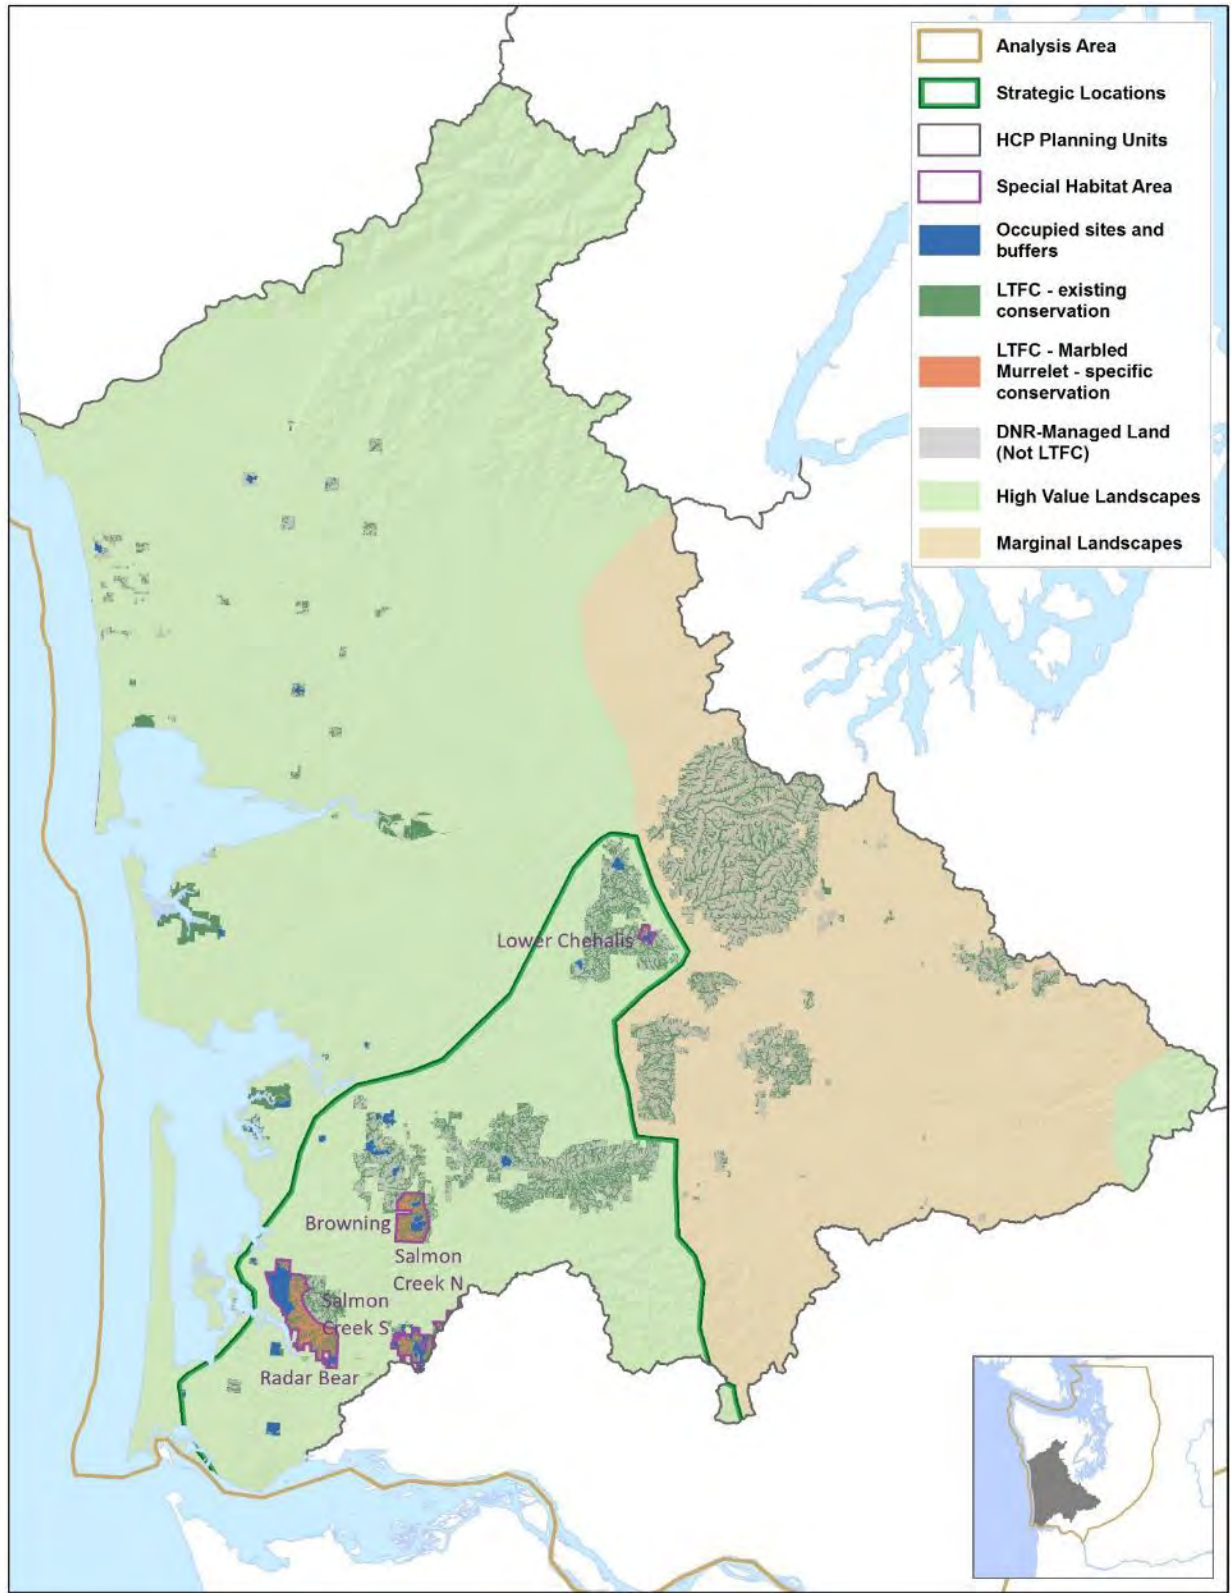 Analysis Area
Strategic Locations
HCP Planning Units
Special Habitat Area
Occupied sites and
buffers
LTFC - existing
conservation
LTFC - Marbled
Murrelet - specific
conservation
DNR-Managed Land
(Not LTFC)
High Value Landscapes
Marginal Landscapes
Lower Chehalis
Browning
Salmon
Creek N
Salmon
Creek S
Radar Bear